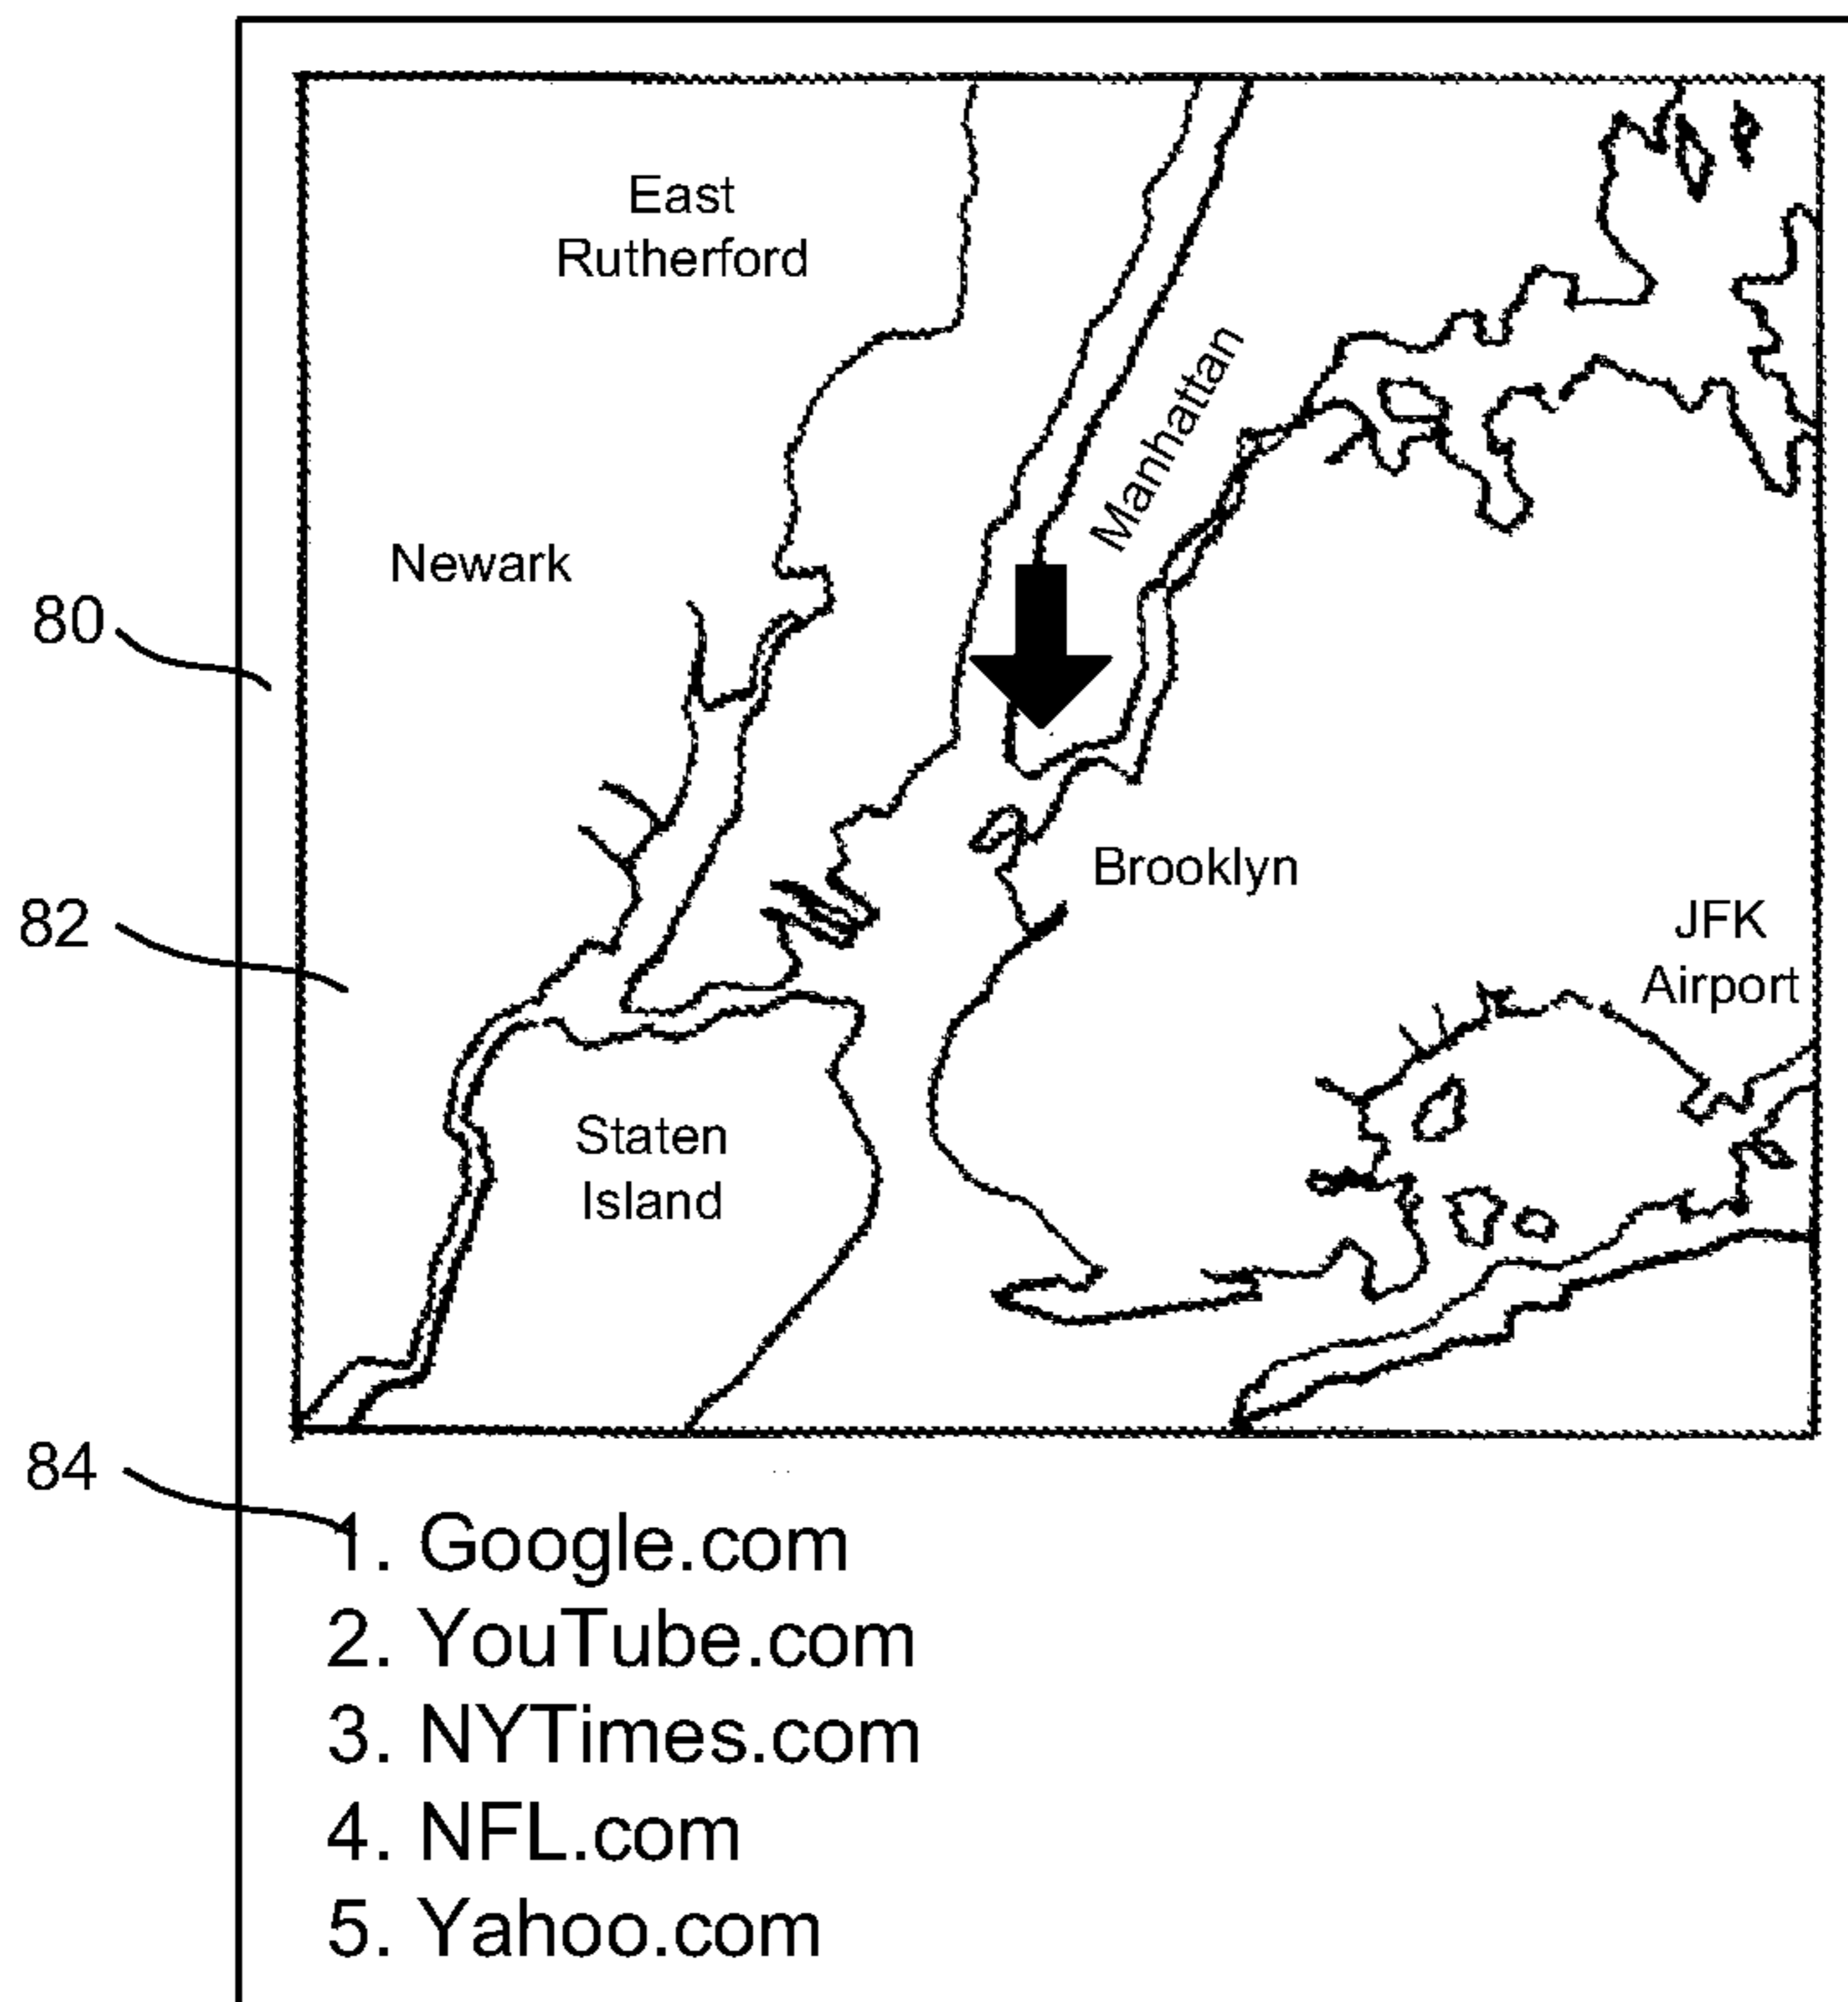 East
Rutherford
Manhattan
Newark
80
Brooklyn
82
JFK
Airport
Staten
Island
84
1. Google.com
2. YouTube.com
3. NYTimes.com
4. NFL.com
5. Yahoo.com